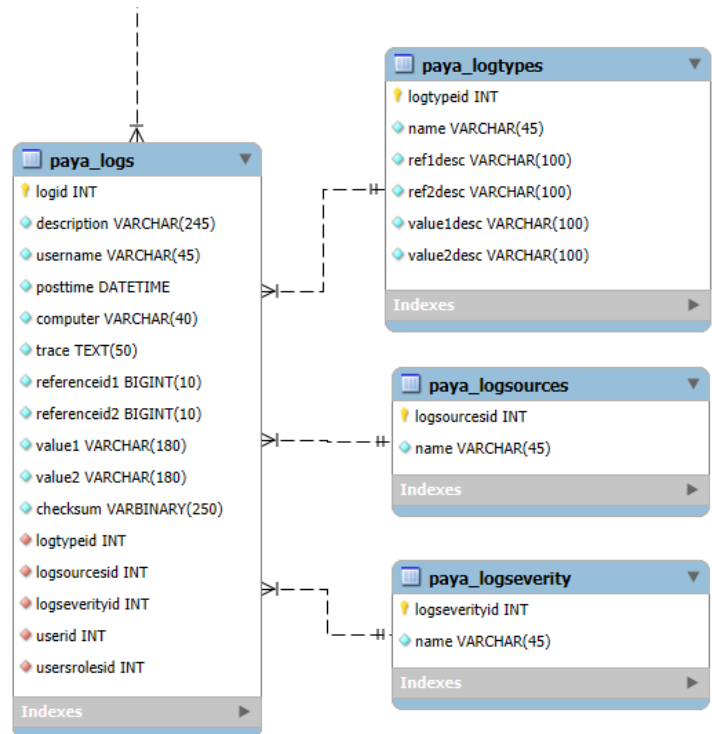 paya_logs
logid INT
description VARCHAR(245)
username VARCHAR(45)
posttime DATETIME
computer VARCHAR(40)
trace TEXT(50)
referenceid1 BIGINT(10)
referenceid2 BIGINT(10)
value1 VARCHAR(180)
value2 VARCHAR(180)
checksum VARBINARY(250)
logtypeid INT
logsourcesid INT
logseverityid INT
userid INT
usersrolesid INT
Indexes
paya_logtypes
logtypeid INT
name VARCHAR(45)
ref1desc VARCHAR(100)
ref2desc VARCHAR(100)
value1desc VARCHAR(100)
value2desc VARCHAR(100)
Indexes
paya_logsources
logsourcesid INT
name VARCHAR(45)
Indexes
paya_logseverity
logseverityid INT
name VARCHAR(45)
Indexes